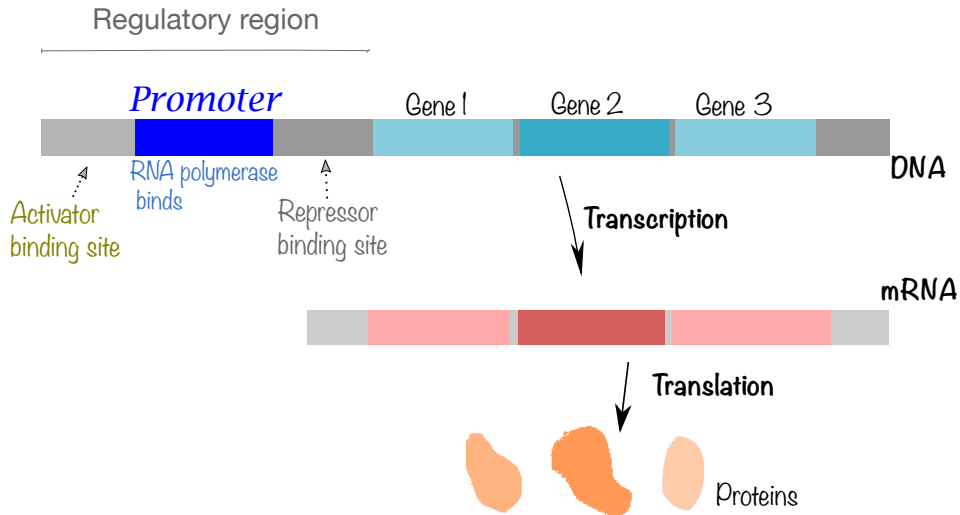 Regulatory region
Promoter
Gene 1
Gene 2
Gene 3
DNA
RNA polymerase
binds
Activator
binding site
Repressor
binding site
Transcription
mRNA
Translation
Proteins